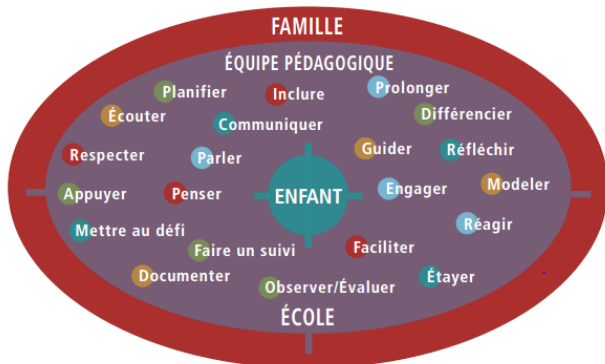 FAMILLE
ÉQUIPE PÉDAGOGIQUE
Planifier
Inclure
Prolonger
Écouter
Communiquer
Différencier
Respecter
Parler
Guider
Réfléchir
Appuyer
Penser
ENFANT
Engager
Modeler
Mettre au défi
Faire un suivi
Faciliter
Réagir
Documenter
Observer/Évaluer
Étayer
ÉCOLE